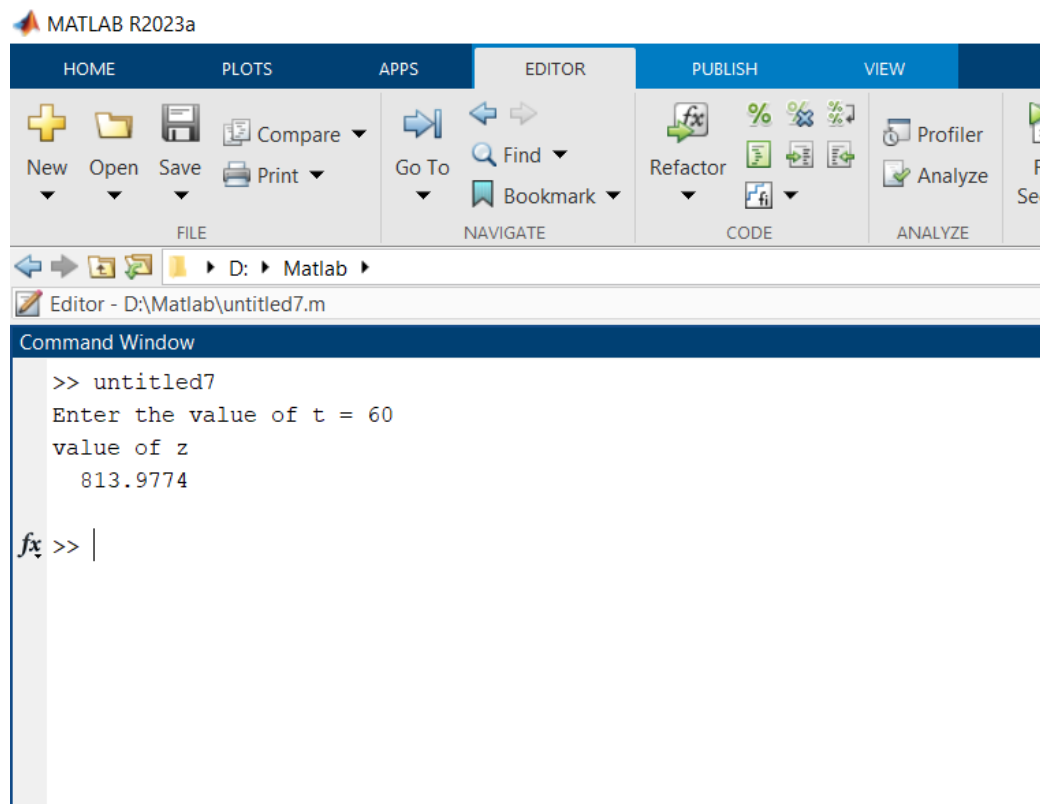 MATLAB R2023a
HOME PLOTS APPS EDITOR PUBLISH VIEW
New Open Save Compare Print Go To Find Bookmark Refactor Profiler Analyze
FILE NAVIGATE CODE ANALYZE
D: Matlab
Editor - D:\Matlab\untitled7.m
Command Window
>> untitled7
Enter the value of t = 60
value of z
813.9774
fx >>